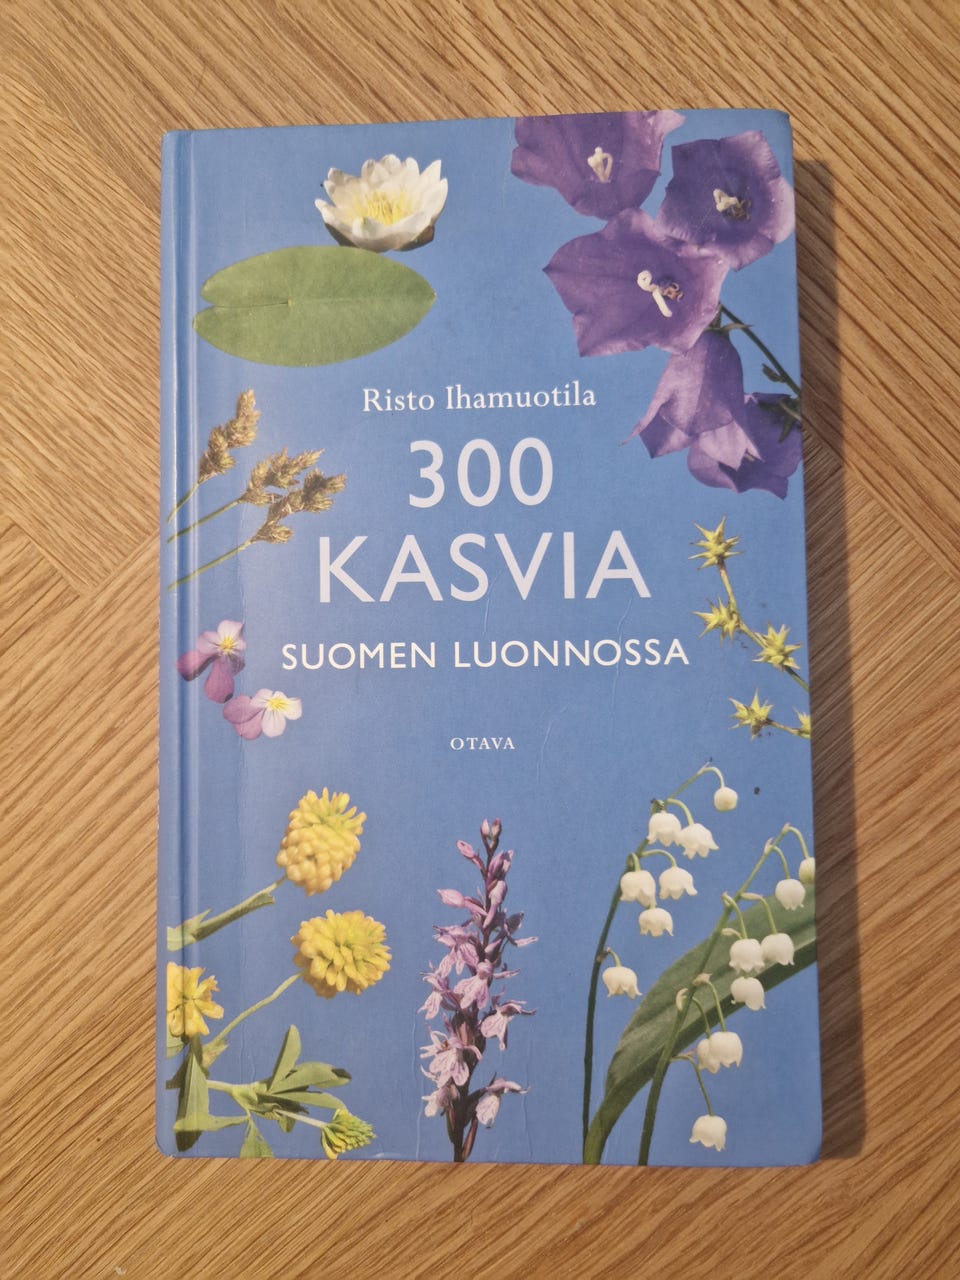 Risto Ihamuotila
300
KASVIA
SUOMEN LUONNOSSA
OTAVA